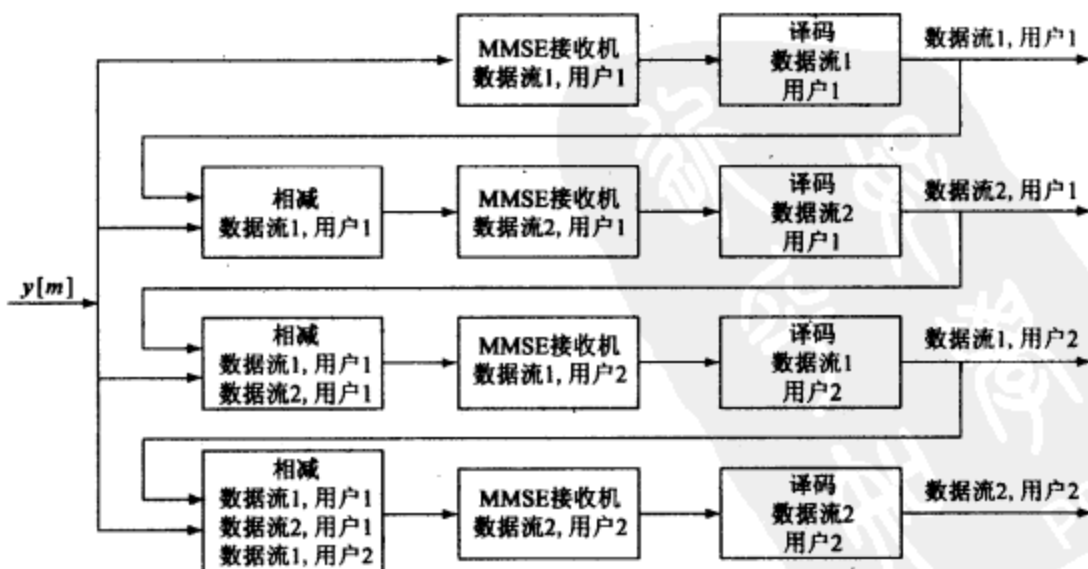 MMSE接收机
数据流1, 用户1
译码
数据流1
用户1
数据流1, 用户1
相减
数据流1, 用户1
MMSE接收机
数据流2, 用户1
译码
数据流2
用户1
数据流2, 用户1
y[m]
相减
数据流1, 用户1
数据流2, 用户1
MMSE接收机
数据流1, 用户2
译码
数据流1
用户2
数据流1, 用户2
相减
数据流1, 用户1
数据流2, 用户1
数据流1, 用户2
MMSE接收机
数据流2, 用户2
译码
数据流2
用户2
数据流2, 用户2